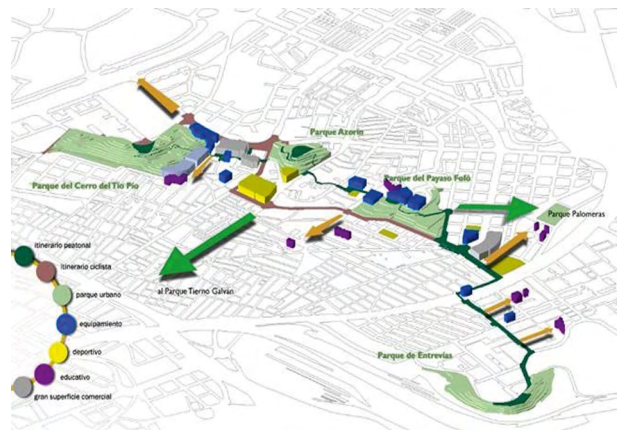 Parque Azorín
Parque del Cerro del Tío Pío
Parque del Payaso Fofó
Parque Palomeras
al Parque Tierno Galván
Parque de Entrevías
itinerario peatonal
itinerario ciclista
parque urbano
equipamiento
deportivo
educativo
gran superficie comercial